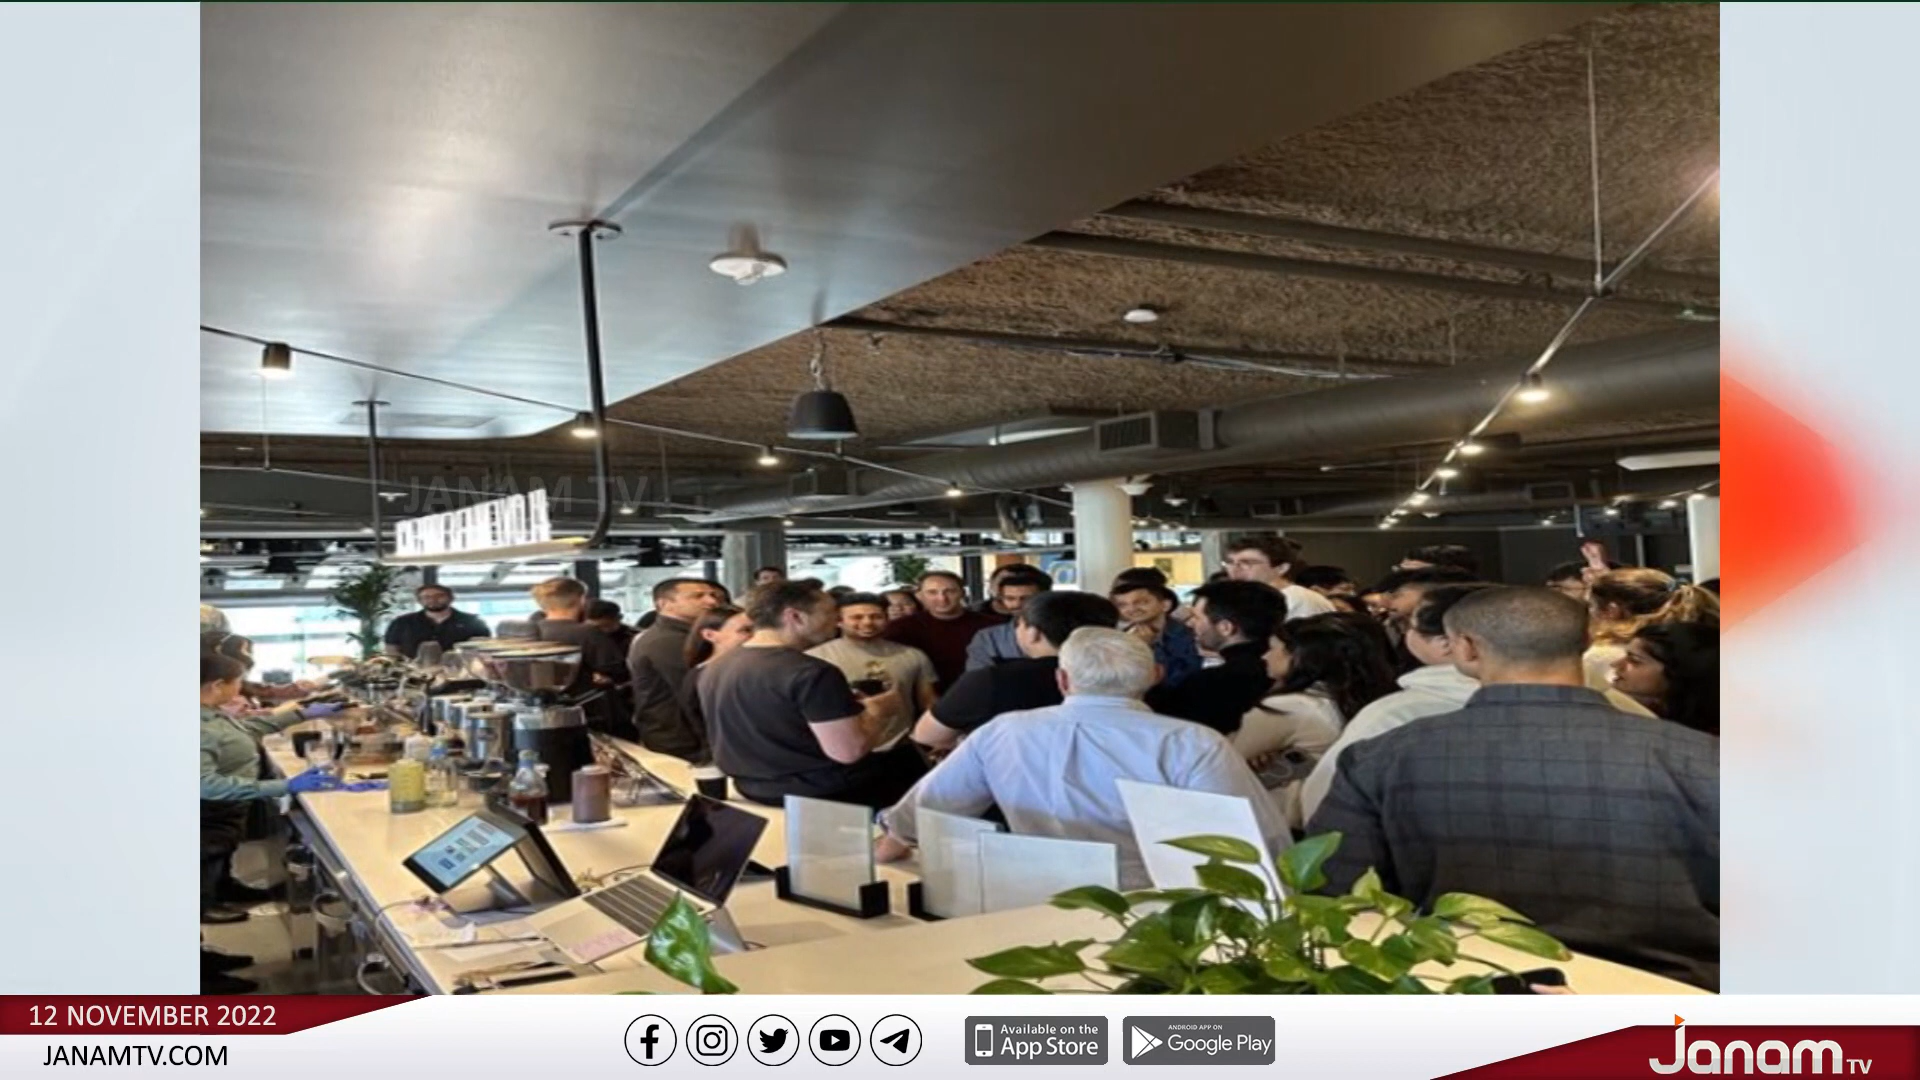 JANAM TV
12 NOVEMBER 2022
JANAMTV.COM
Available on the
App Store
ANDROID APP ON
Google Play
Janam TV